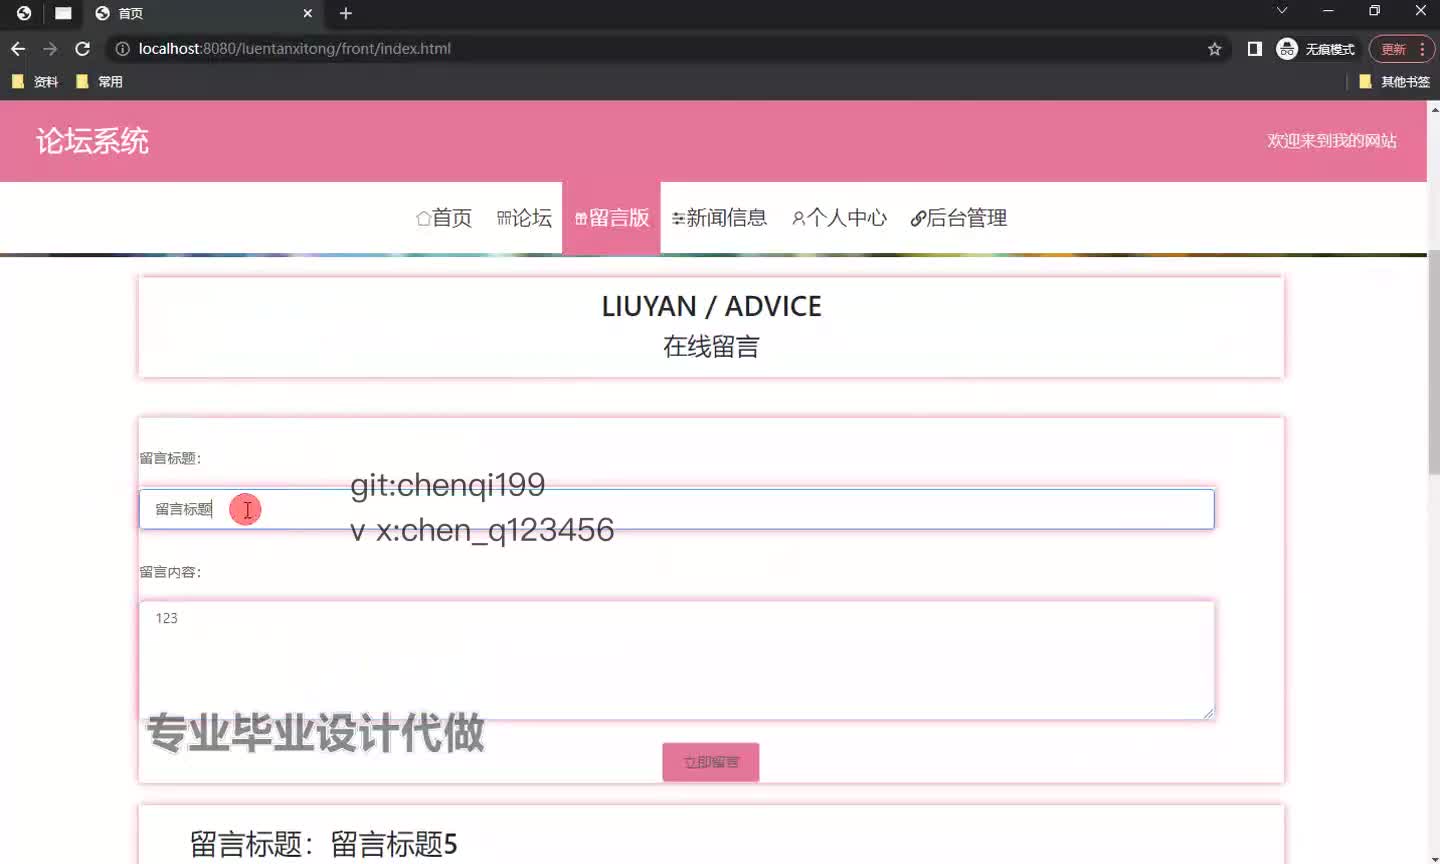 首页
localhost:8080/luentanxitong/front/index.html
无痕模式
更新
资料
常用
其他书签
论坛系统
欢迎来到我的网站
首页
论坛
留言版
新闻信息
个人中心
后台管理
LIUYAN / ADVICE
在线留言
留言标题：
留言标题
git:chenqi199
v x:chen_q123456
留言内容：
123
专业毕业设计代做
立即留言
留言标题：留言标题5